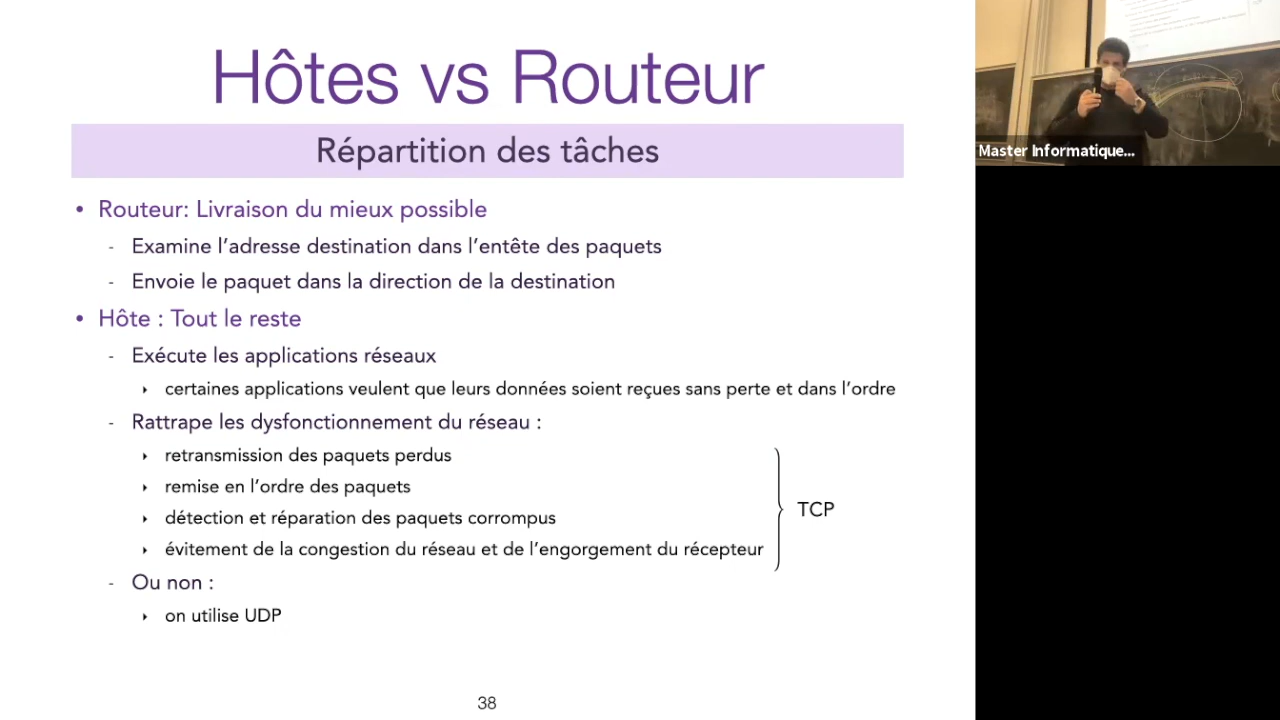 Hôtes vs Routeur
Répartition des tâches
• Routeur: Livraison du mieux possible
- Examine l'adresse destination dans l'entête des paquets
- Envoie le paquet dans la direction de la destination
• Hôte : Tout le reste
- Exécute les applications réseaux
‣ certaines applications veulent que leurs données soient reçues sans perte et dans l'ordre
- Rattrape les dysfonctionnement du réseau :
‣ retransmission des paquets perdus
‣ remise en l'ordre des paquets
‣ détection et réparation des paquets corrompus
‣ évitement de la congestion du réseau et de l'engorgement du récepteur
TCP
- Ou non :
‣ on utilise UDP
38
Master Informatique...